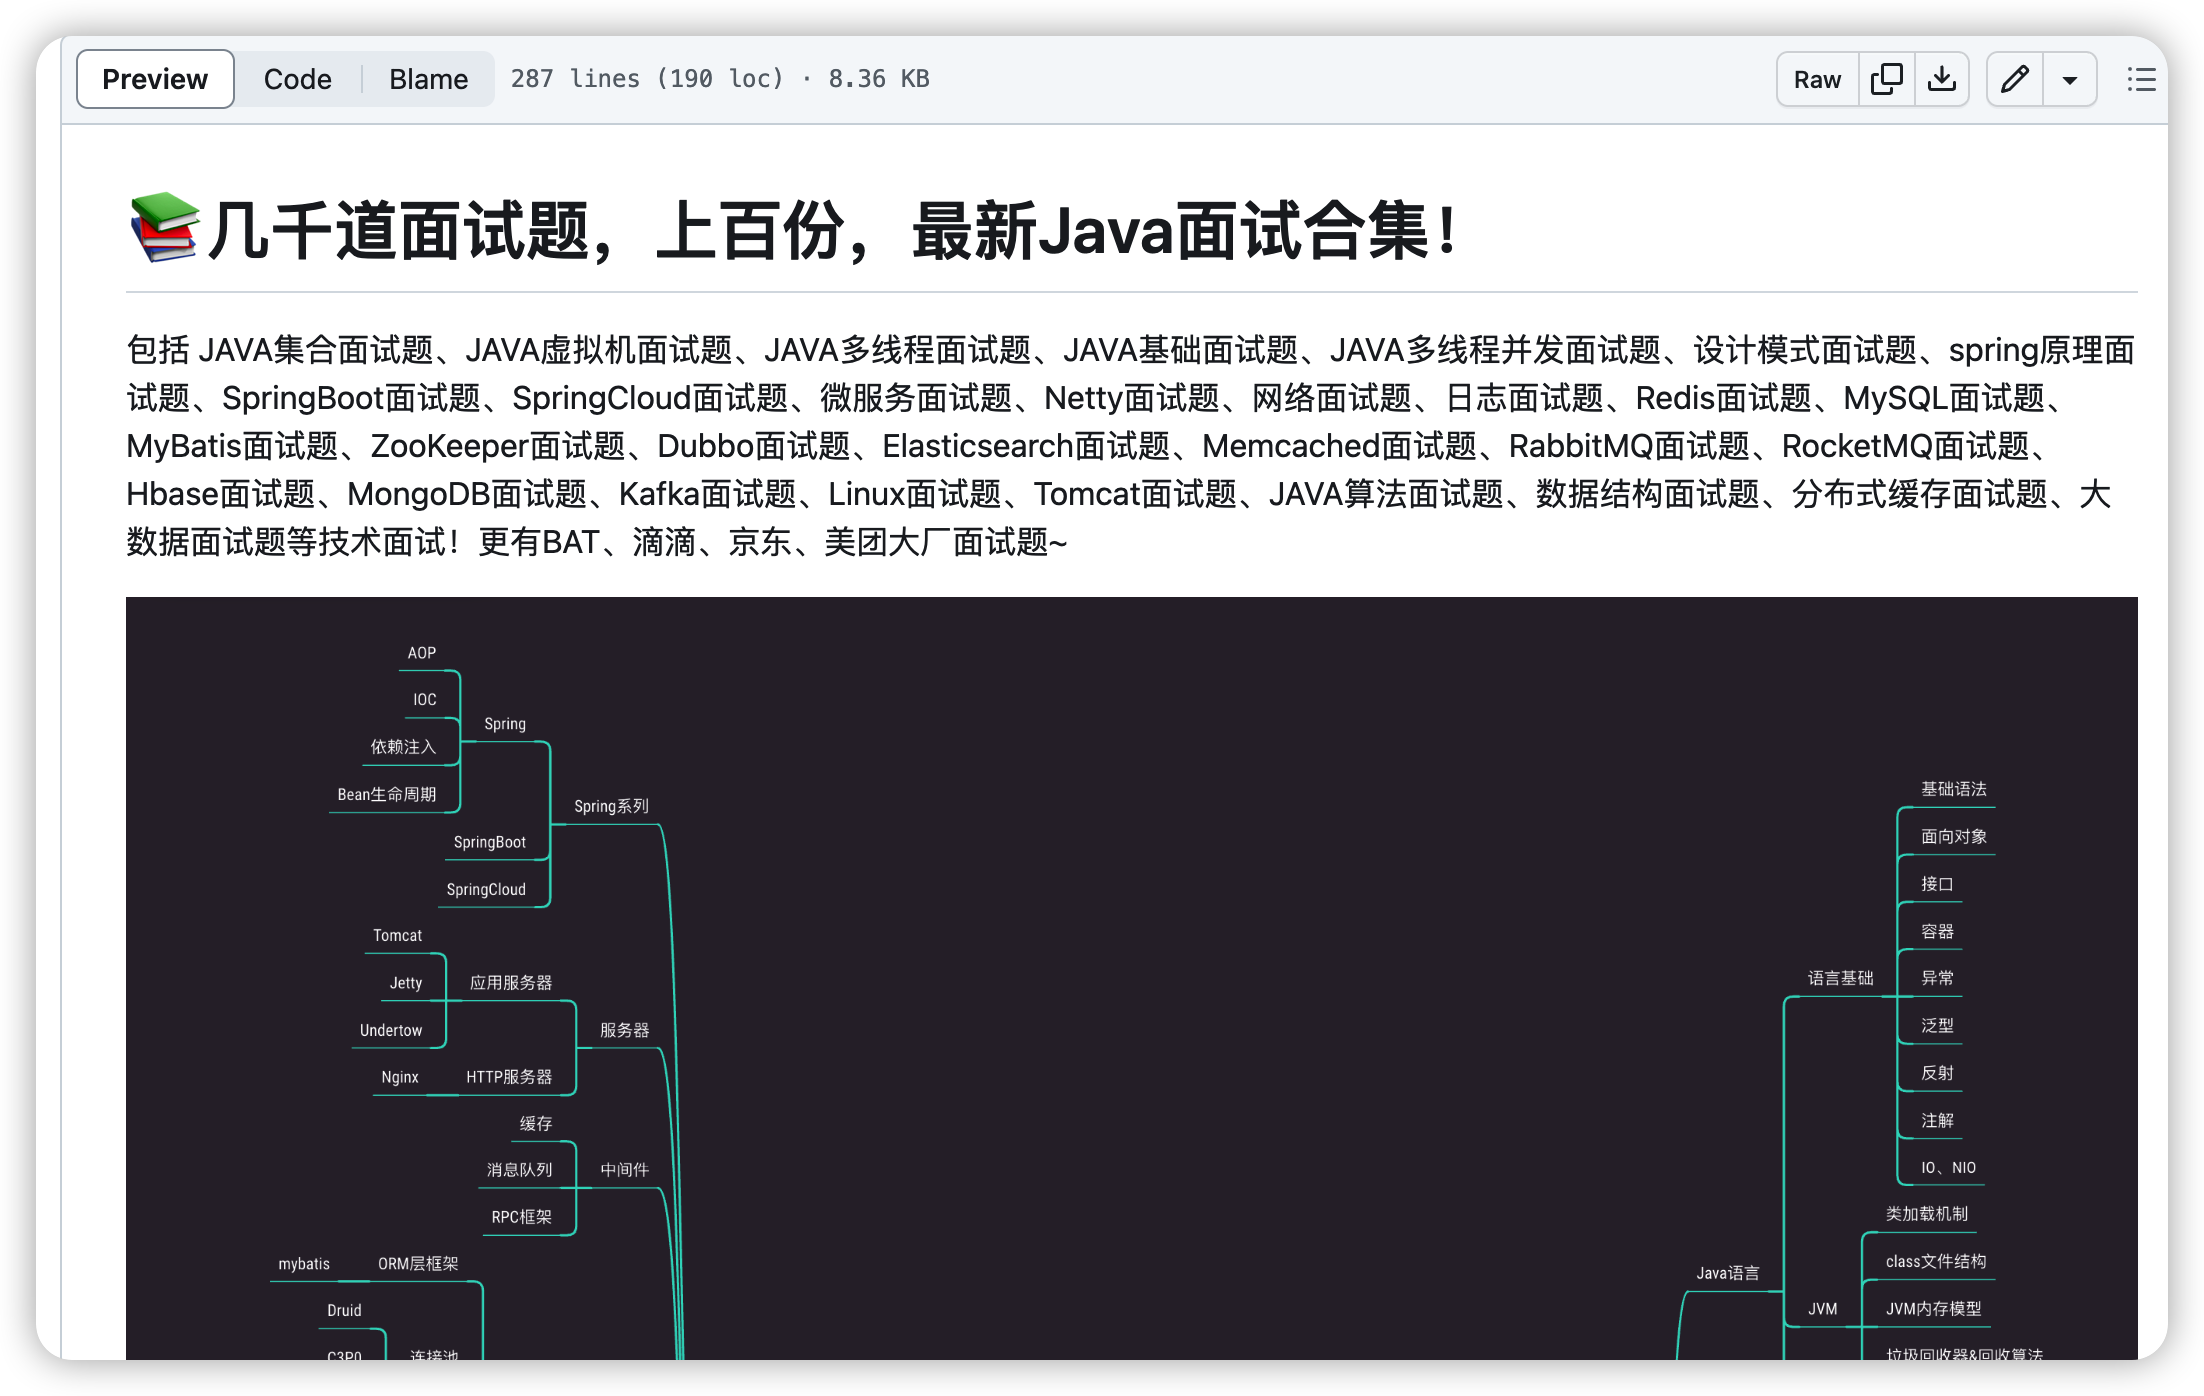 Preview Code Blame 287 lines (190 loc) · 8.36 KB Raw
几千道面试题，上百份，最新Java面试合集！
包括 JAVA集合面试题、JAVA虚拟机面试题、JAVA多线程面试题、JAVA基础面试题、JAVA多线程并发面试题、设计模式面试题、spring原理面
试题、SpringBoot面试题、SpringCloud面试题、微服务面试题、Netty面试题、网络面试题、日志面试题、Redis面试题、MySQL面试题、
MyBatis面试题、ZooKeeper面试题、Dubbo面试题、Elasticsearch面试题、Memcached面试题、RabbitMQ面试题、RocketMQ面试题、
Hbase面试题、MongoDB面试题、Kafka面试题、Linux面试题、Tomcat面试题、JAVA算法面试题、数据结构面试题、分布式缓存面试题、大
数据面试题等技术面试！更有BAT、滴滴、京东、美团大厂面试题~
AOP
IOC
Spring
依赖注入
Bean生命周期
Spring系列
SpringBoot
SpringCloud
Tomcat
Jetty
应用服务器
Undertow
服务器
Nginx
HTTP服务器
缓存
消息队列
中间件
RPC框架
mybatis
ORM层框架
Druid
C3P0
连接池
基础语法
面向对象
接口
容器
语言基础
异常
泛型
反射
注解
IO、NIO
类加载机制
class文件结构
Java语言
JVM
JVM内存模型
垃圾回收器&回收算法